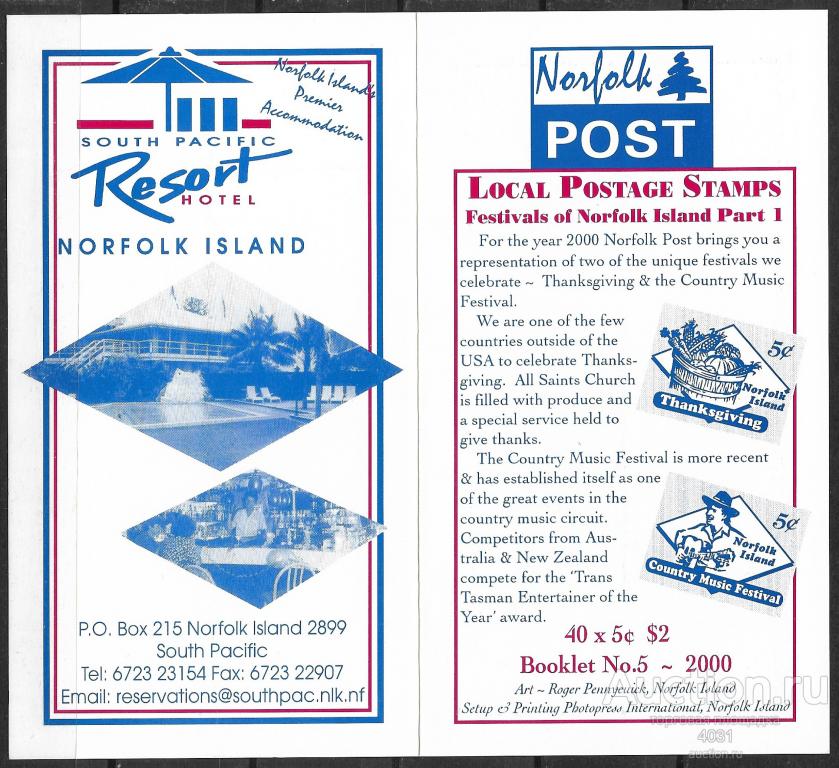 Norfolk Island's
Premier
Accommodation
SOUTH PACIFIC
Resort
HOTEL
NORFOLK ISLAND
P.O. Box 215 Norfolk Island 2899
South Pacific
Tel: 6723 23154 Fax: 6723 22907
Email: reservations@southpac.nlk.nf
Norfolk
POST
LOCAL POSTAGE STAMPS
Festivals of Norfolk Island Part 1
For the year 2000 Norfolk Post brings you a
representation of two of the unique festivals we
celebrate ~ Thanksgiving & the Country Music
Festival.
We are one of the few
countries outside of the
USA to celebrate Thanks-
giving. All Saints Church
is filled with produce and
a special service held to
give thanks.
5¢
Norfolk
Island
Thanksgiving
The Country Music Festival is more recent
& has established itself as one
of the great events in the
country music circuit.
Competitors from Aus-
tralia & New Zealand
compete for the 'Trans
Tasman Entertainer of the
Year' award.
5¢
Norfolk
Island
Country Music Festival
40 x 5¢ $2
Booklet No.5 ~ 2000
Art ~ Roger Pennycuick, Norfolk Island
Setup & Printing Photopress International, Norfolk Island
Auction.ru
торговая площадка
4031
auction.ru